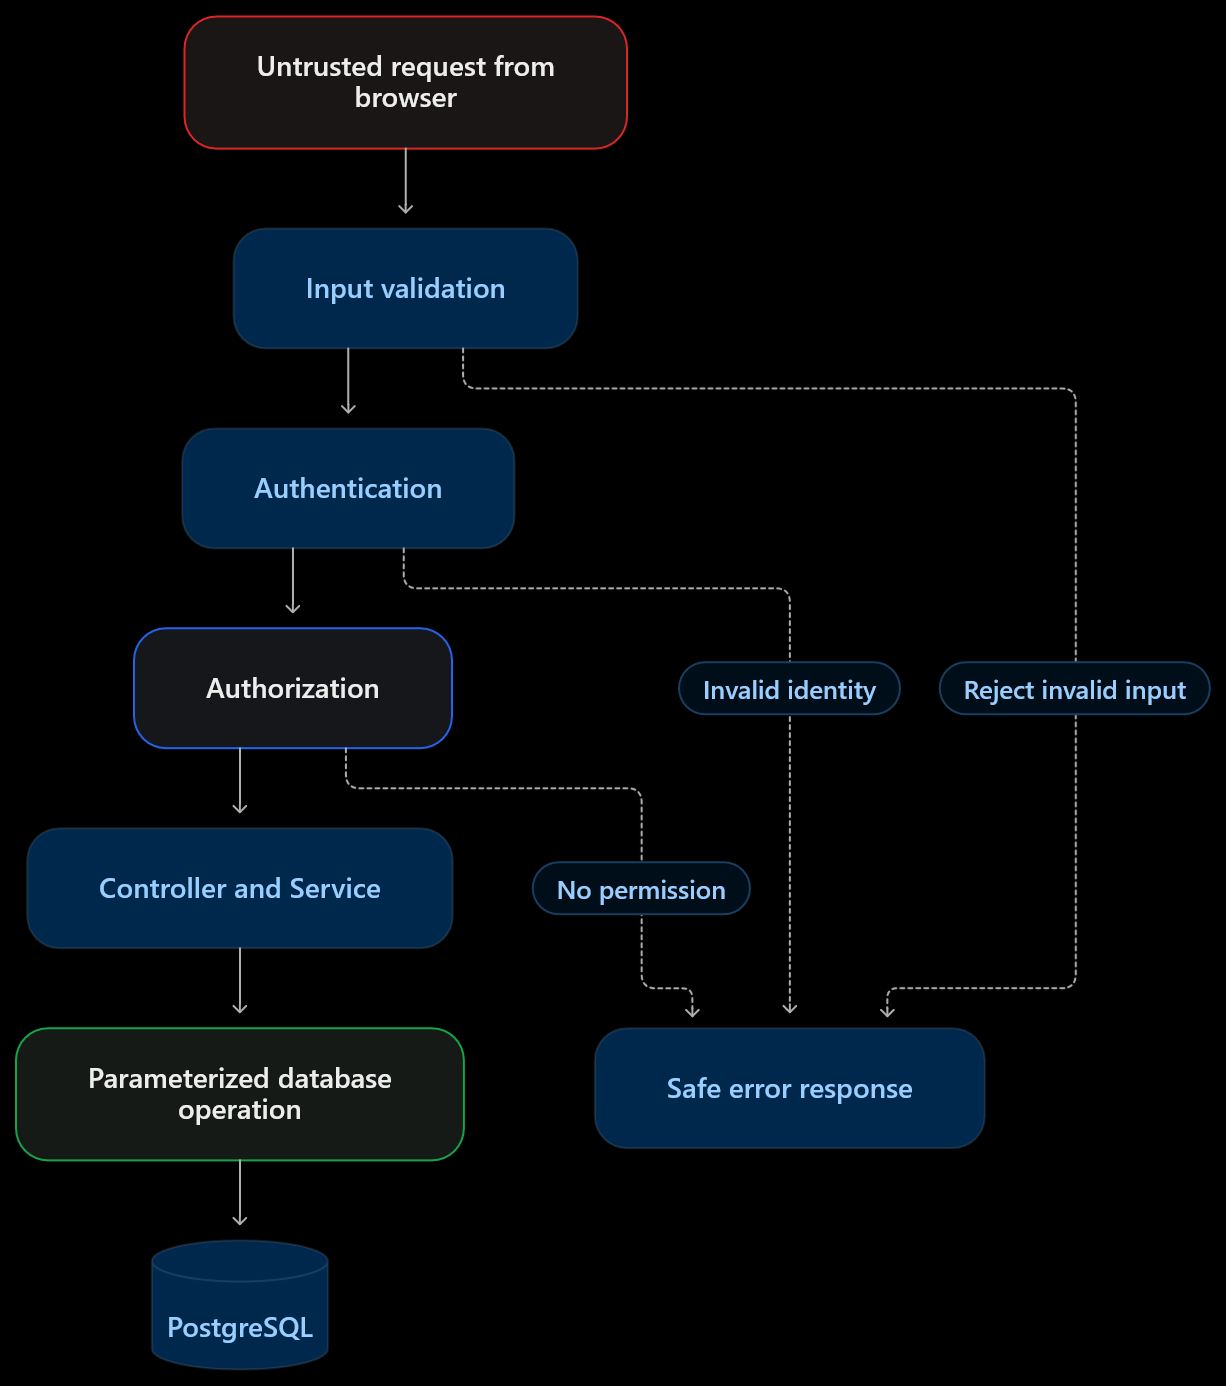 Untrusted request from
browser
Input validation
Authentication
Authorization
Invalid identity
Reject invalid input
Controller and Service
No permission
Parameterized database
operation
Safe error response
PostgreSQL